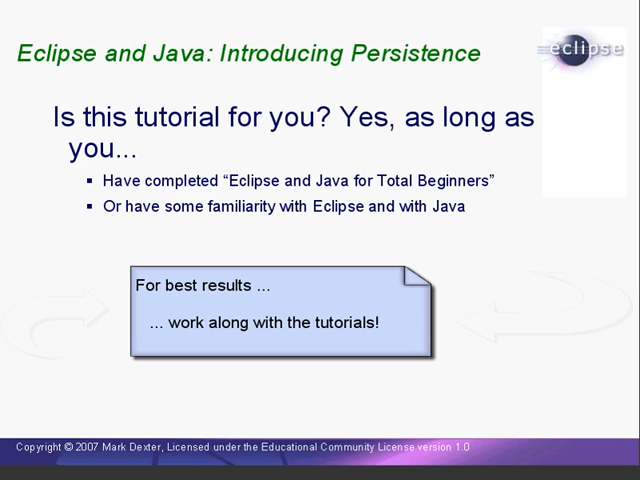 Eclipse and Java: Introducing Persistence
eclipse
Is this tutorial for you? Yes, as long as
you...
▪ Have completed “Eclipse and Java for Total Beginners”
▪ Or have some familiarity with Eclipse and with Java
For best results ...
... work along with the tutorials!
Copyright © 2007 Mark Dexter, Licensed under the Educational Community License version 1.0